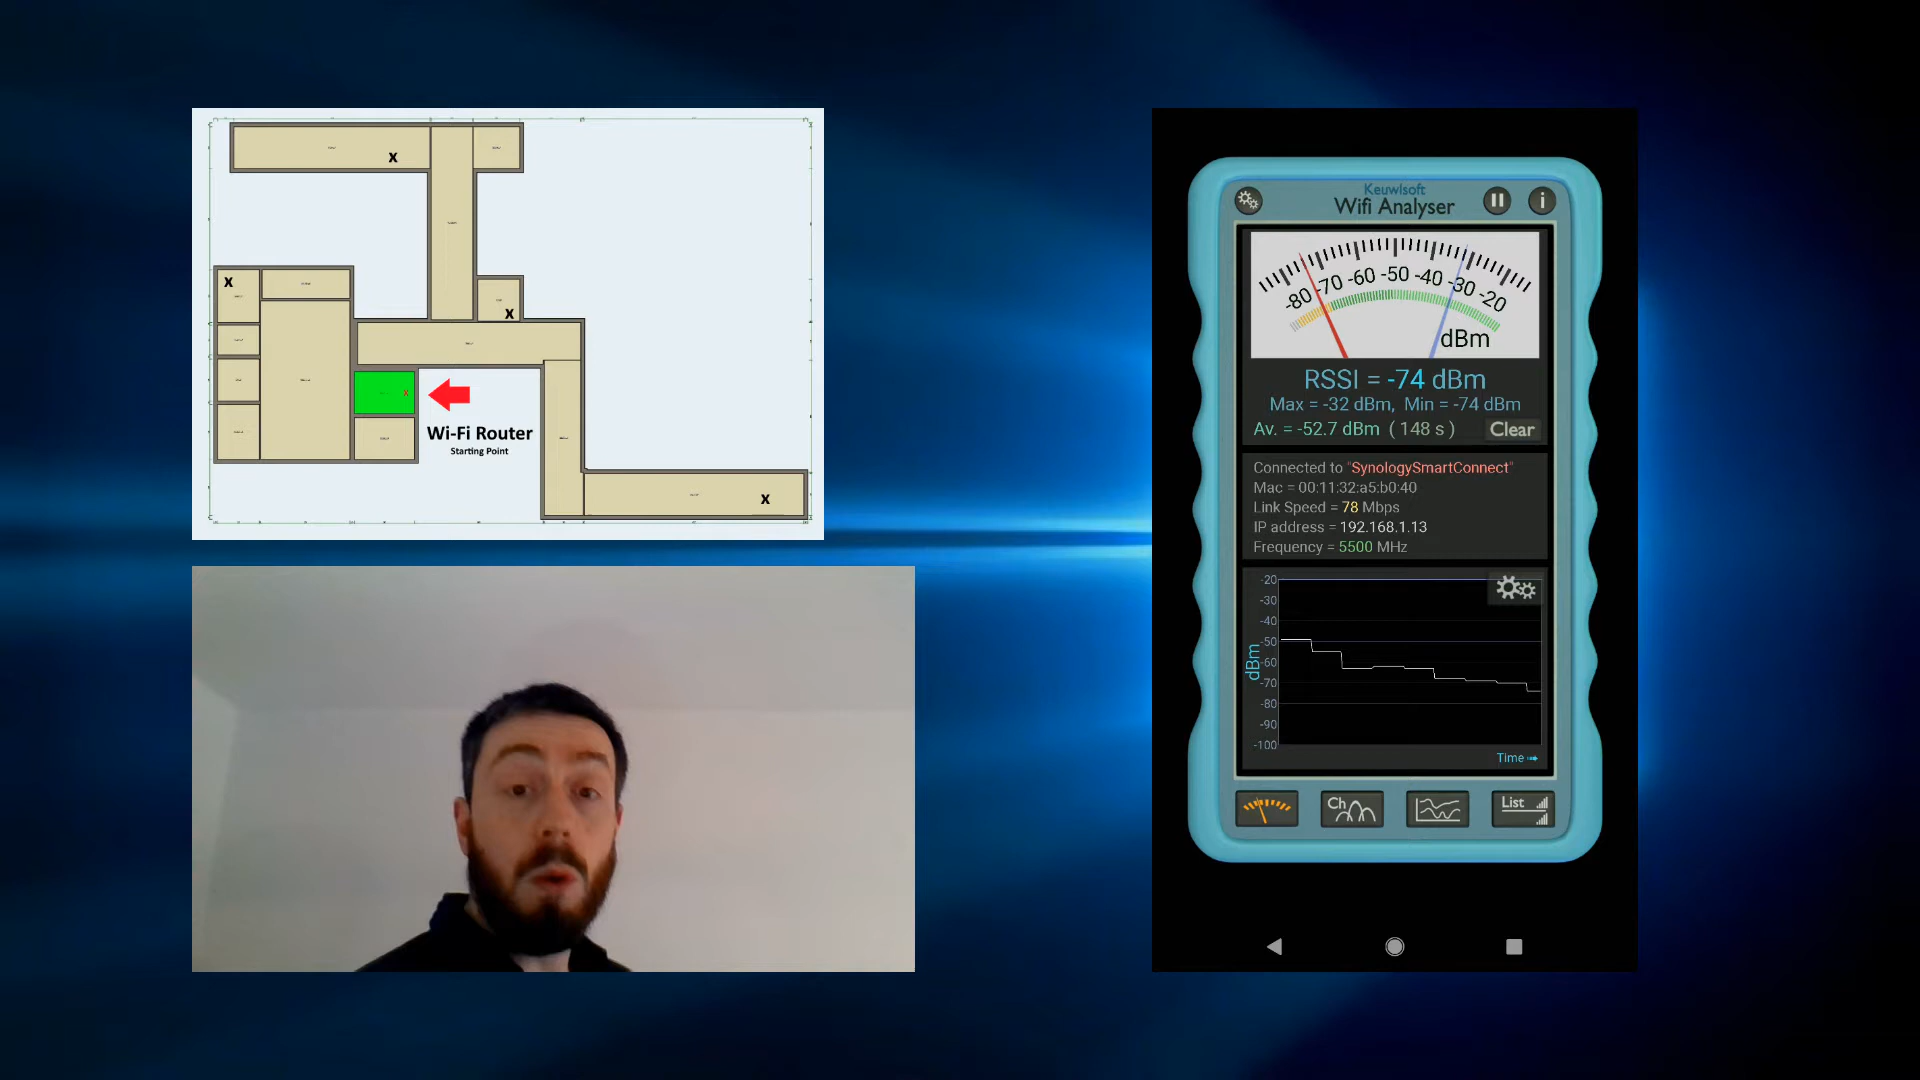 x
x
x
x
x
Wi-Fi Router
Starting Point
Keuwlsoft
Wifi Analyser
i
-80 -70 -60 -50 -40 -30 -20
dBm
RSSI = -74 dBm
Max = -32 dBm, Min = -74 dBm
Av. = -52.7 dBm ( 148 s ) Clear
Connected to "SynologySmartConnect"
Mac = 00:11:32:a5:b0:40
Link Speed = 78 Mbps
IP address = 192.168.1.13
Frequency = 5500 MHz
-20
-30
-40
-50
-60
-70
-80
-90
-100
dBm
Time
Ch
List